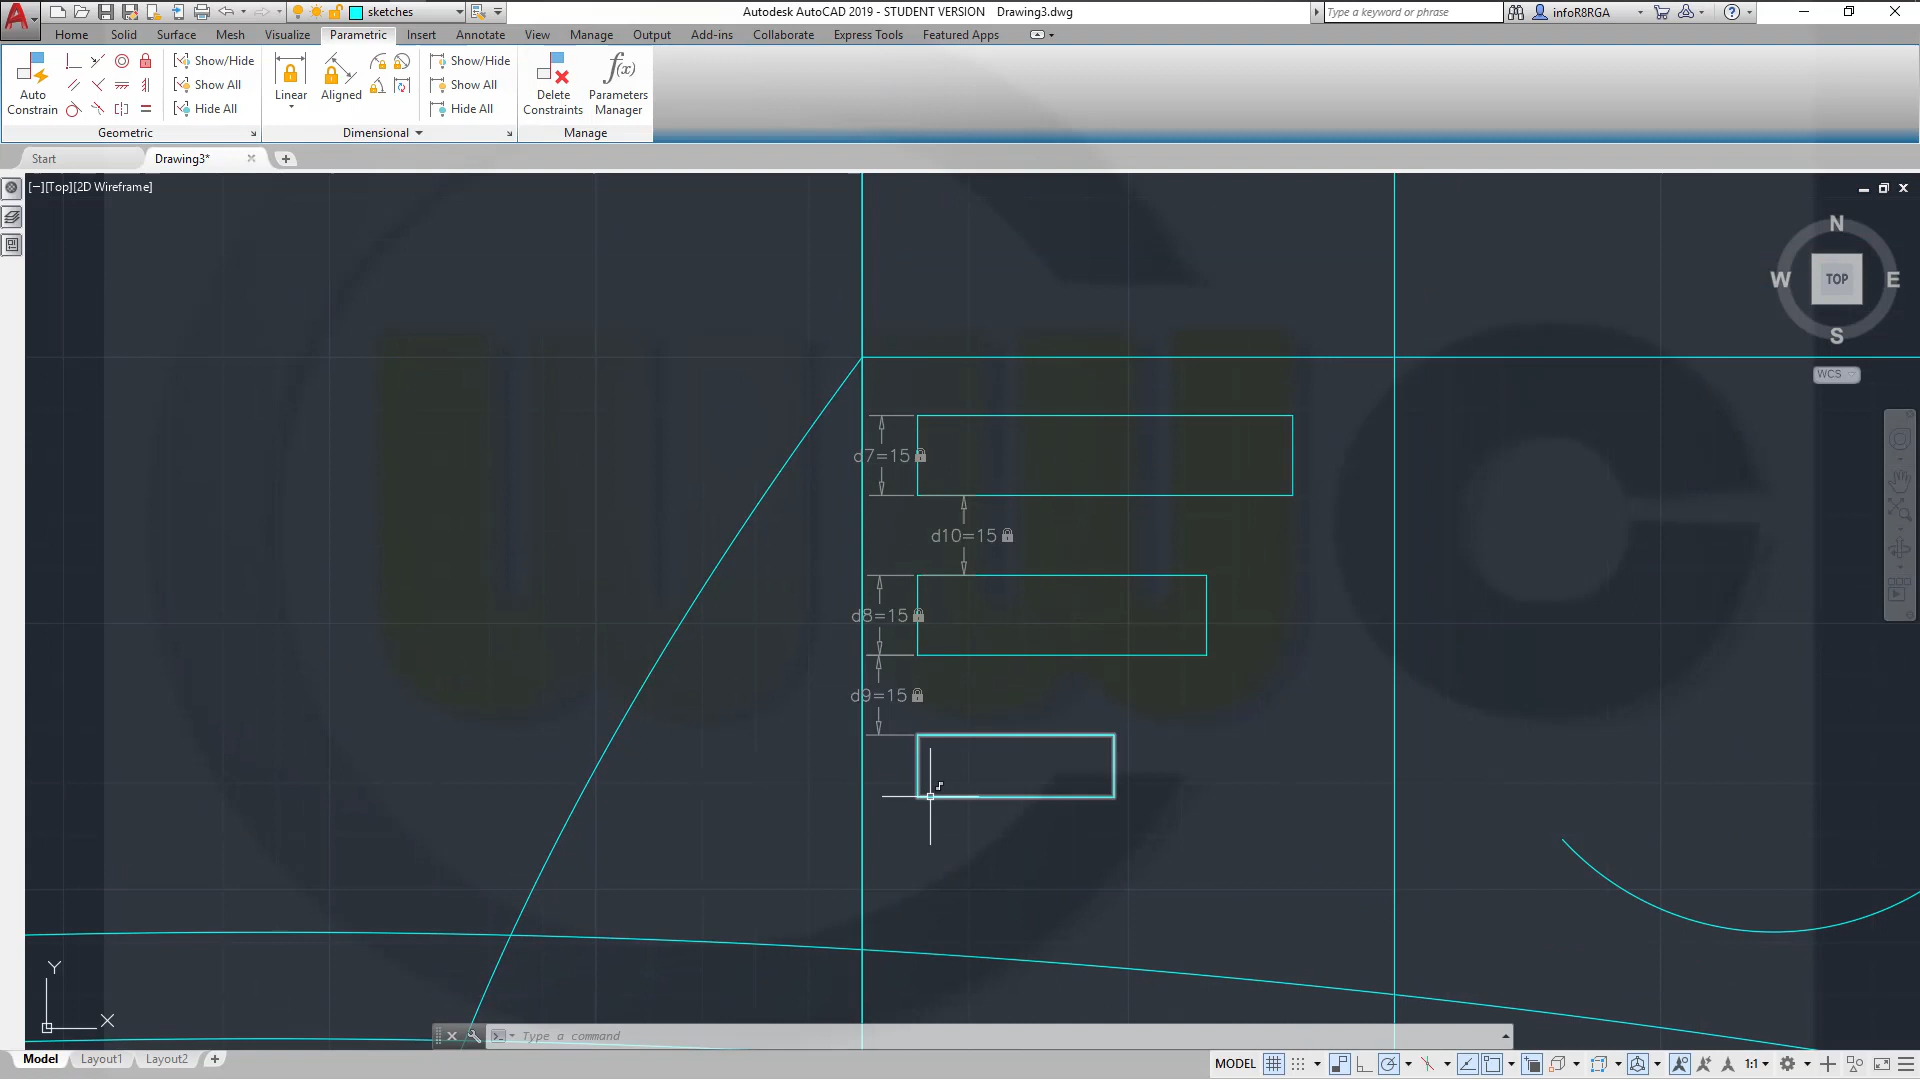 sketches
Autodesk AutoCAD 2019 - STUDENT VERSION Drawing3.dwg
Type a keyword or phrase
infoR8RGA
Home Solid Surface Mesh Visualize Parametric Insert Annotate View Manage Output Add-ins Collaborate Express Tools Featured Apps
Auto
Constrain
Show/Hide
Show All
Hide All
Linear
Aligned
Show/Hide
Show All
Hide All
Delete
Constraints
f(x)
Parameters
Manager
Geometric
Dimensional
Manage
Start
Drawing3*
[−][Top][2D Wireframe]
N
W
TOP
E
S
WCS
d7=15
d10=15
d8=15
d9=15
Y
X
Type a command
Model
Layout1
Layout2
MODEL
1:1